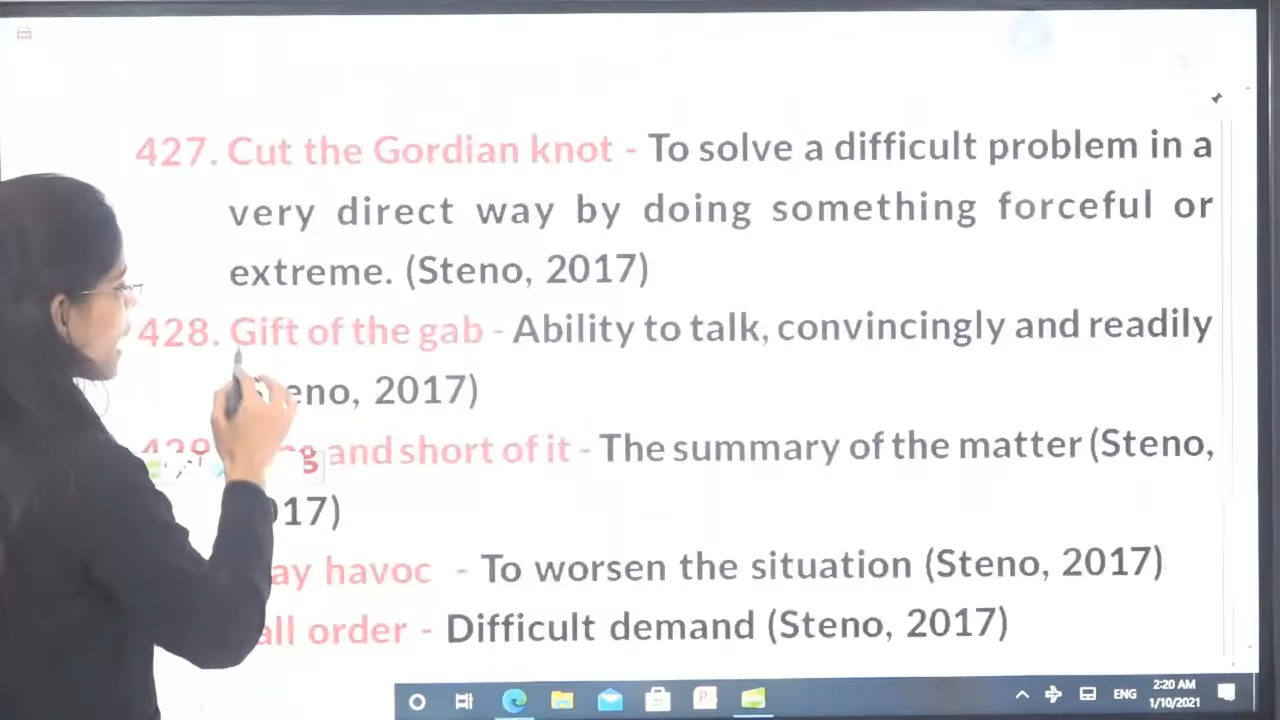 427. Cut the Gordian knot - To solve a difficult problem in a
very direct way by doing something forceful or
extreme. (Steno, 2017)
428. Gift of the gab - Ability to talk, convincingly and readily
eno, 2017)
429. and short of it - The summary of the matter (Steno,
017)
ay havoc - To worsen the situation (Steno, 2017)
all order - Difficult demand (Steno, 2017)
ENG
2:20 AM
1/10/2021